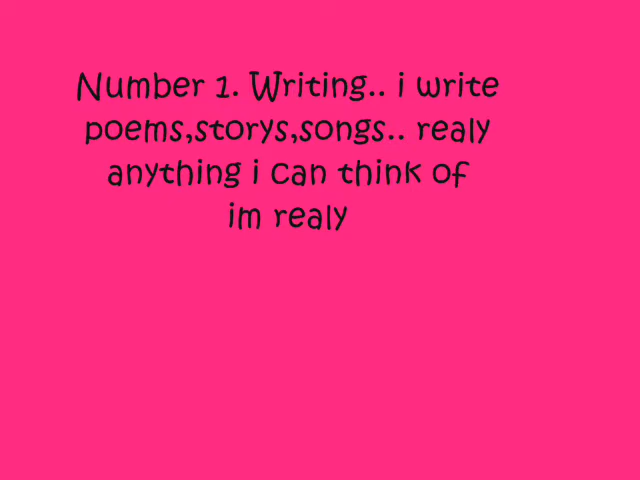 Number 1. Writing.. i write
poems,storys,songs.. realy
anything i can think of
im realy